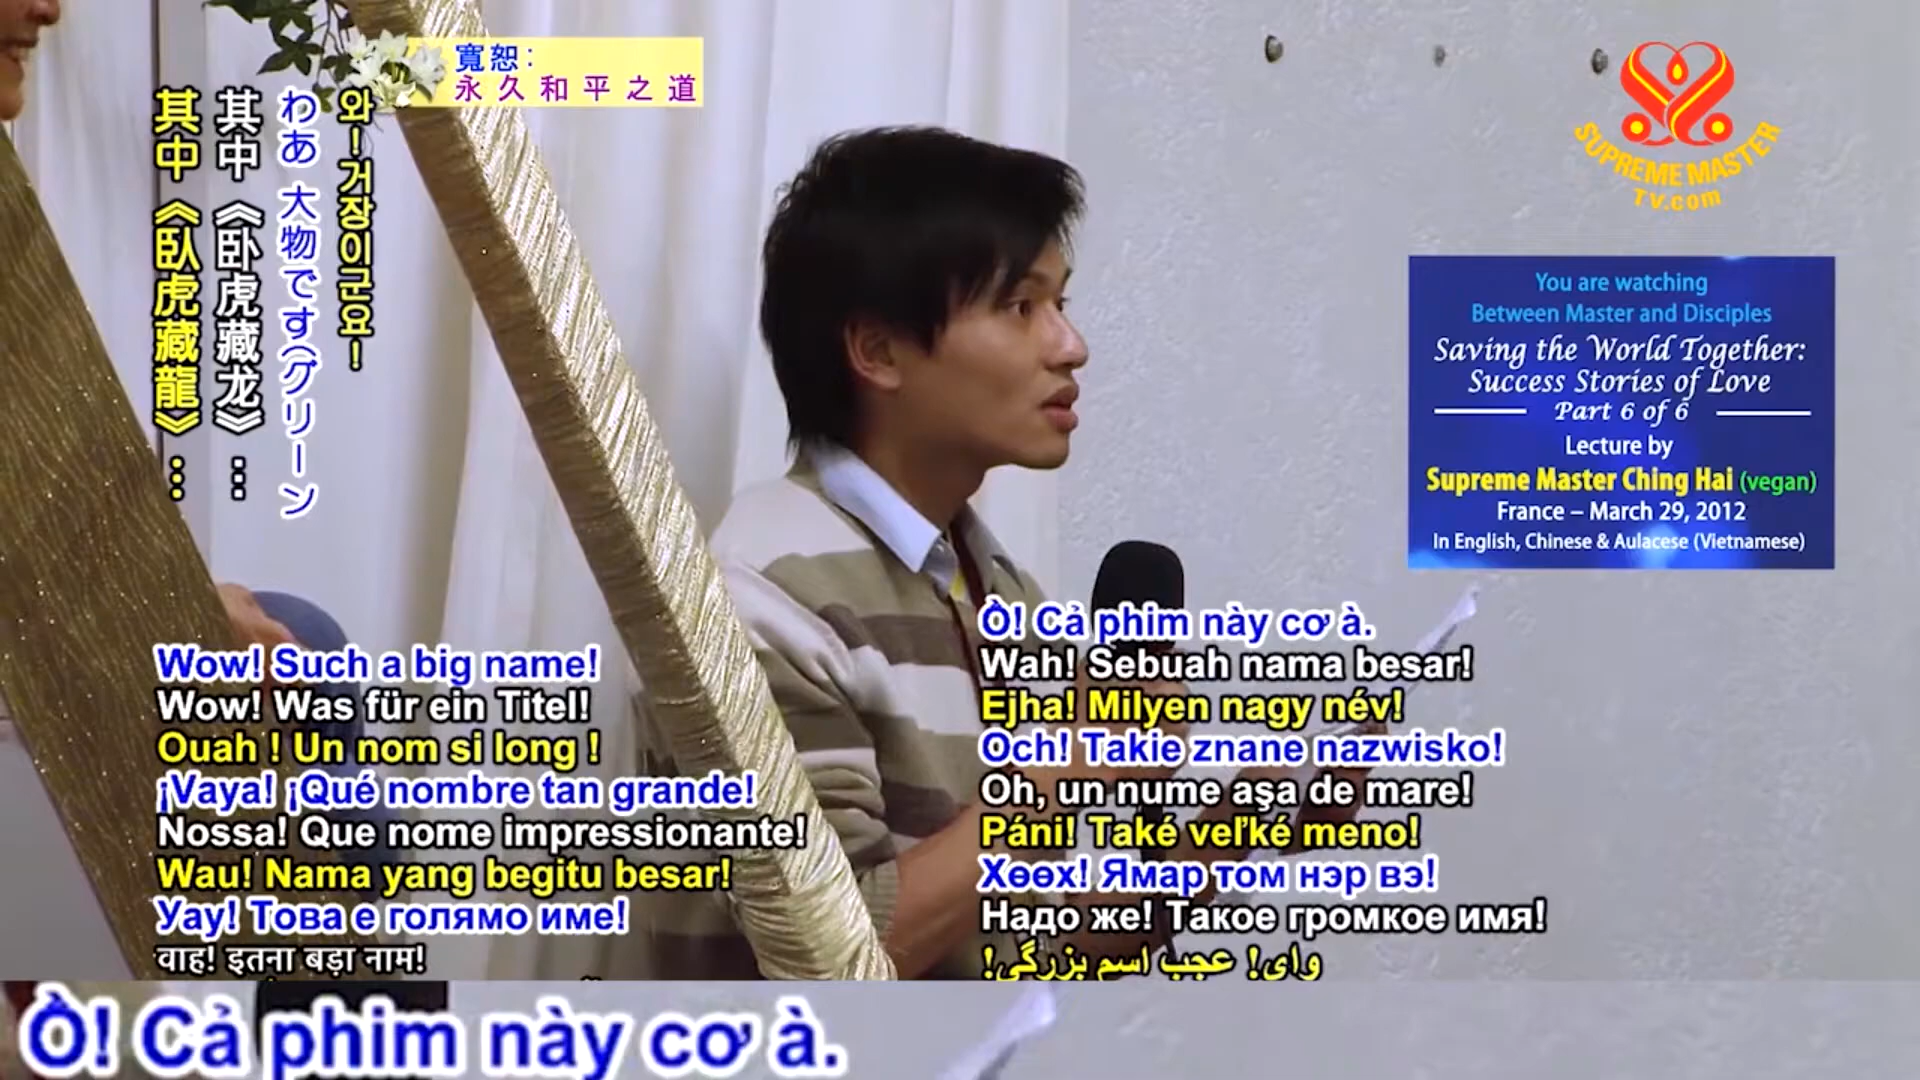 寬恕：
永久和平之道
와！거장이군요！
わあ 大物です（グリーン
其中《卧虎藏龙》…
其中《臥虎藏龍》…
SUPREME MASTER
TV.com
You are watching
Between Master and Disciples
Saving the World Together:
Success Stories of Love
Part 6 of 6
Lecture by
Supreme Master Ching Hai (vegan)
France – March 29, 2012
In English, Chinese & Aulacese (Vietnamese)
Wow! Such a big name!
Wow! Was für ein Titel!
Ouah ! Un nom si long !
¡Vaya! ¡Qué nombre tan grande!
Nossa! Que nome impressionante!
Wau! Nama yang begitu besar!
Уау! Това е голямо име!
वाह! इतना बड़ा नाम!
Ồ! Cả phim này cơ à.
Wah! Sebuah nama besar!
Ejha! Milyen nagy név!
Och! Takie znane nazwisko!
Oh, un nume aşa de mare!
Páni! Také veľké meno!
Хөөх! Ямар том нэр вэ!
Надо же! Такое громкое имя!
وای! عجب اسم بزرگی!
Ồ! Cả phim này cơ à.